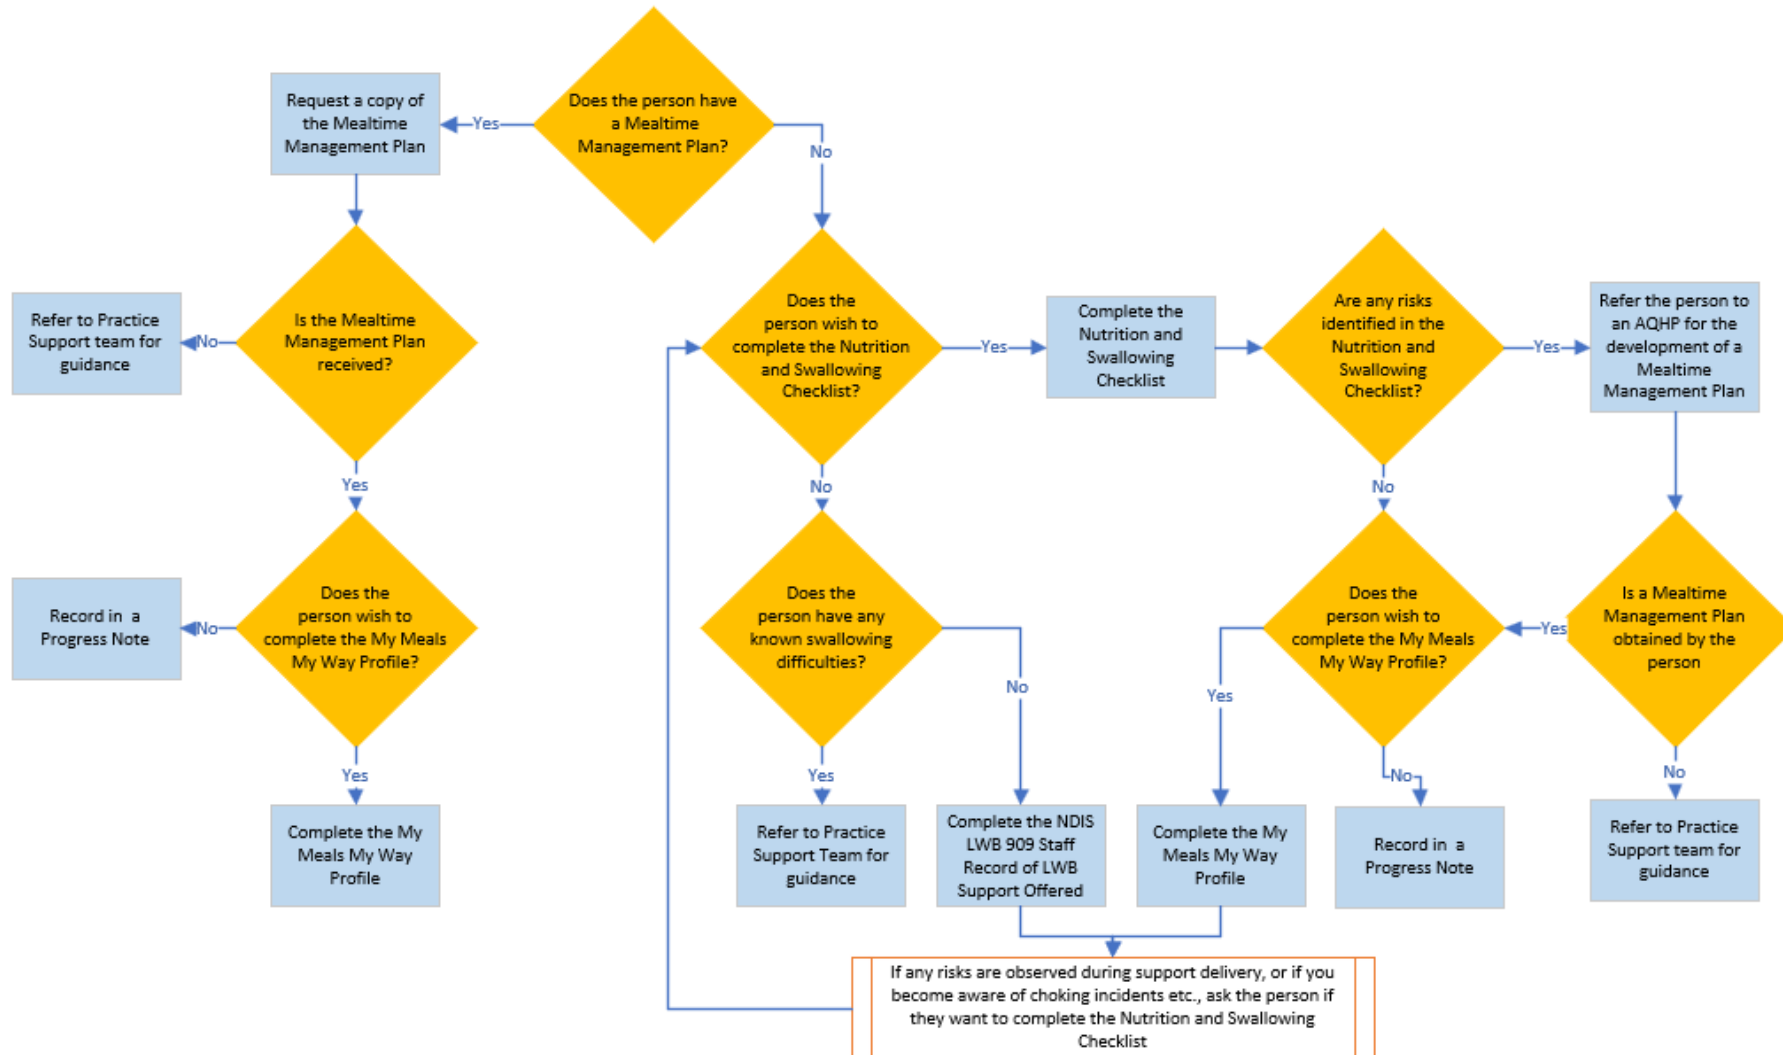 Does the person have
a Mealtime
Management Plan?
Yes
No
Request a copy of
the Mealtime
Management Plan
Is the Mealtime
Management Plan
received?
No
Refer to Practice
Support team for
guidance
Yes
Does the
person wish to
complete the My Meals
My Way Profile?
No
Record in a
Progress Note
Yes
Complete the My
Meals My Way
Profile
Does the
person wish to
complete the Nutrition
and Swallowing
Checklist?
Yes
Complete the
Nutrition and
Swallowing
Checklist
Are any risks
identified in the
Nutrition and
Swallowing
Checklist?
Yes
Refer the person to
an AQHP for the
development of a
Mealtime
Management Plan
No
Does the
person have any
known swallowing
difficulties?
Yes
Refer to Practice
Support Team for
guidance
No
Complete the NDIS
LWB 909 Staff
Record of LWB
Support Offered
No
Does the
person wish to
complete the My Meals
My Way Profile?
Yes
Complete the My
Meals My Way
Profile
No
Record in a
Progress Note
Is a Mealtime
Management Plan
obtained by the
person
Yes
No
Refer to Practice
Support team for
guidance
If any risks are observed during support delivery, or if you
become aware of choking incidents etc., ask the person if
they want to complete the Nutrition and Swallowing
Checklist